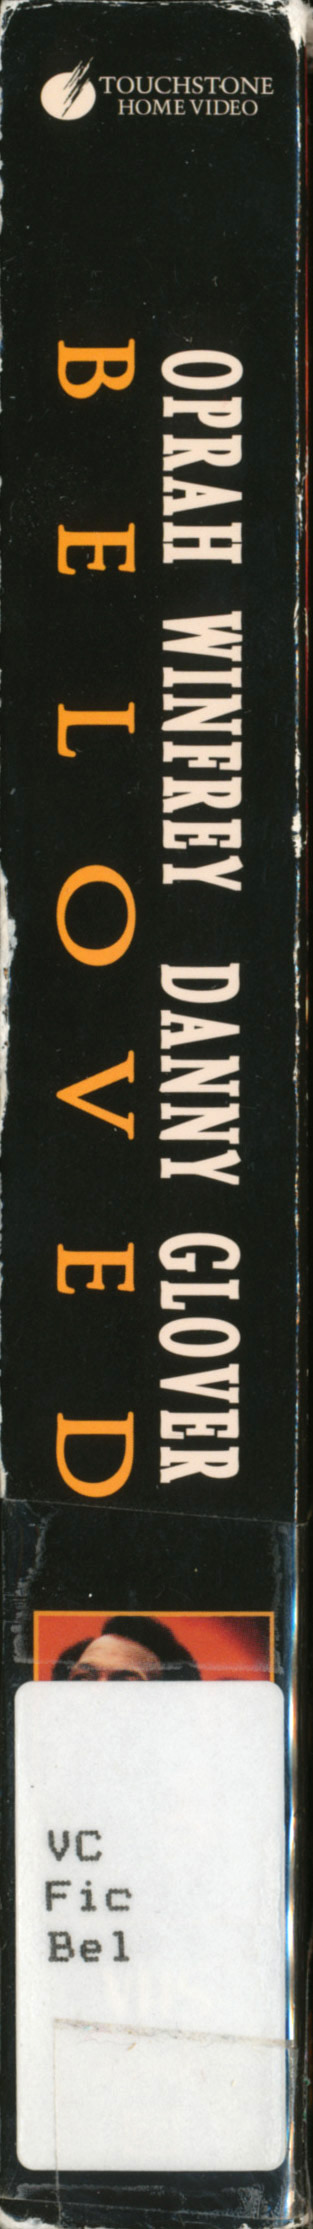 TOUCHSTONE
HOME VIDEO
OPRAH WINFREY DANNY GLOVER
BELOVED
VC
Fic
Bel